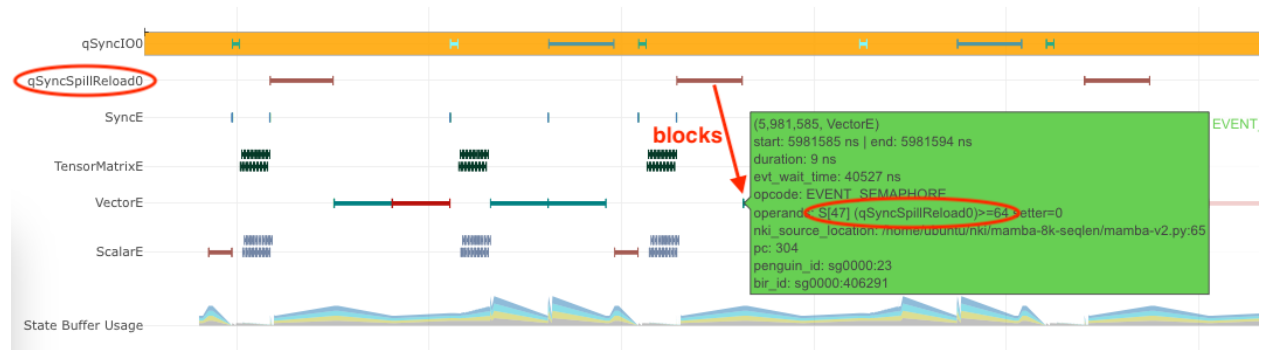 qSyncIO0
qSyncSpillReload0
SyncE
EVENT_
TensorMatrixE
VectorE
ScalarE
State Buffer Usage
blocks
(5,981,585, VectorE)
start: 5981585 ns | end: 5981594 ns
duration: 9 ns
evt_wait_time: 40527 ns
opcode: EVENT_SEMAPHORE
operands: S[47] (qSyncSpillReload0)>=64 setter=0
nki_source_location: /home/ubuntu/nki/mamba-8k-seqlen/mamba-v2.py:65
pc: 304
penguin_id: sg0000:23
bir_id: sg0000:406291